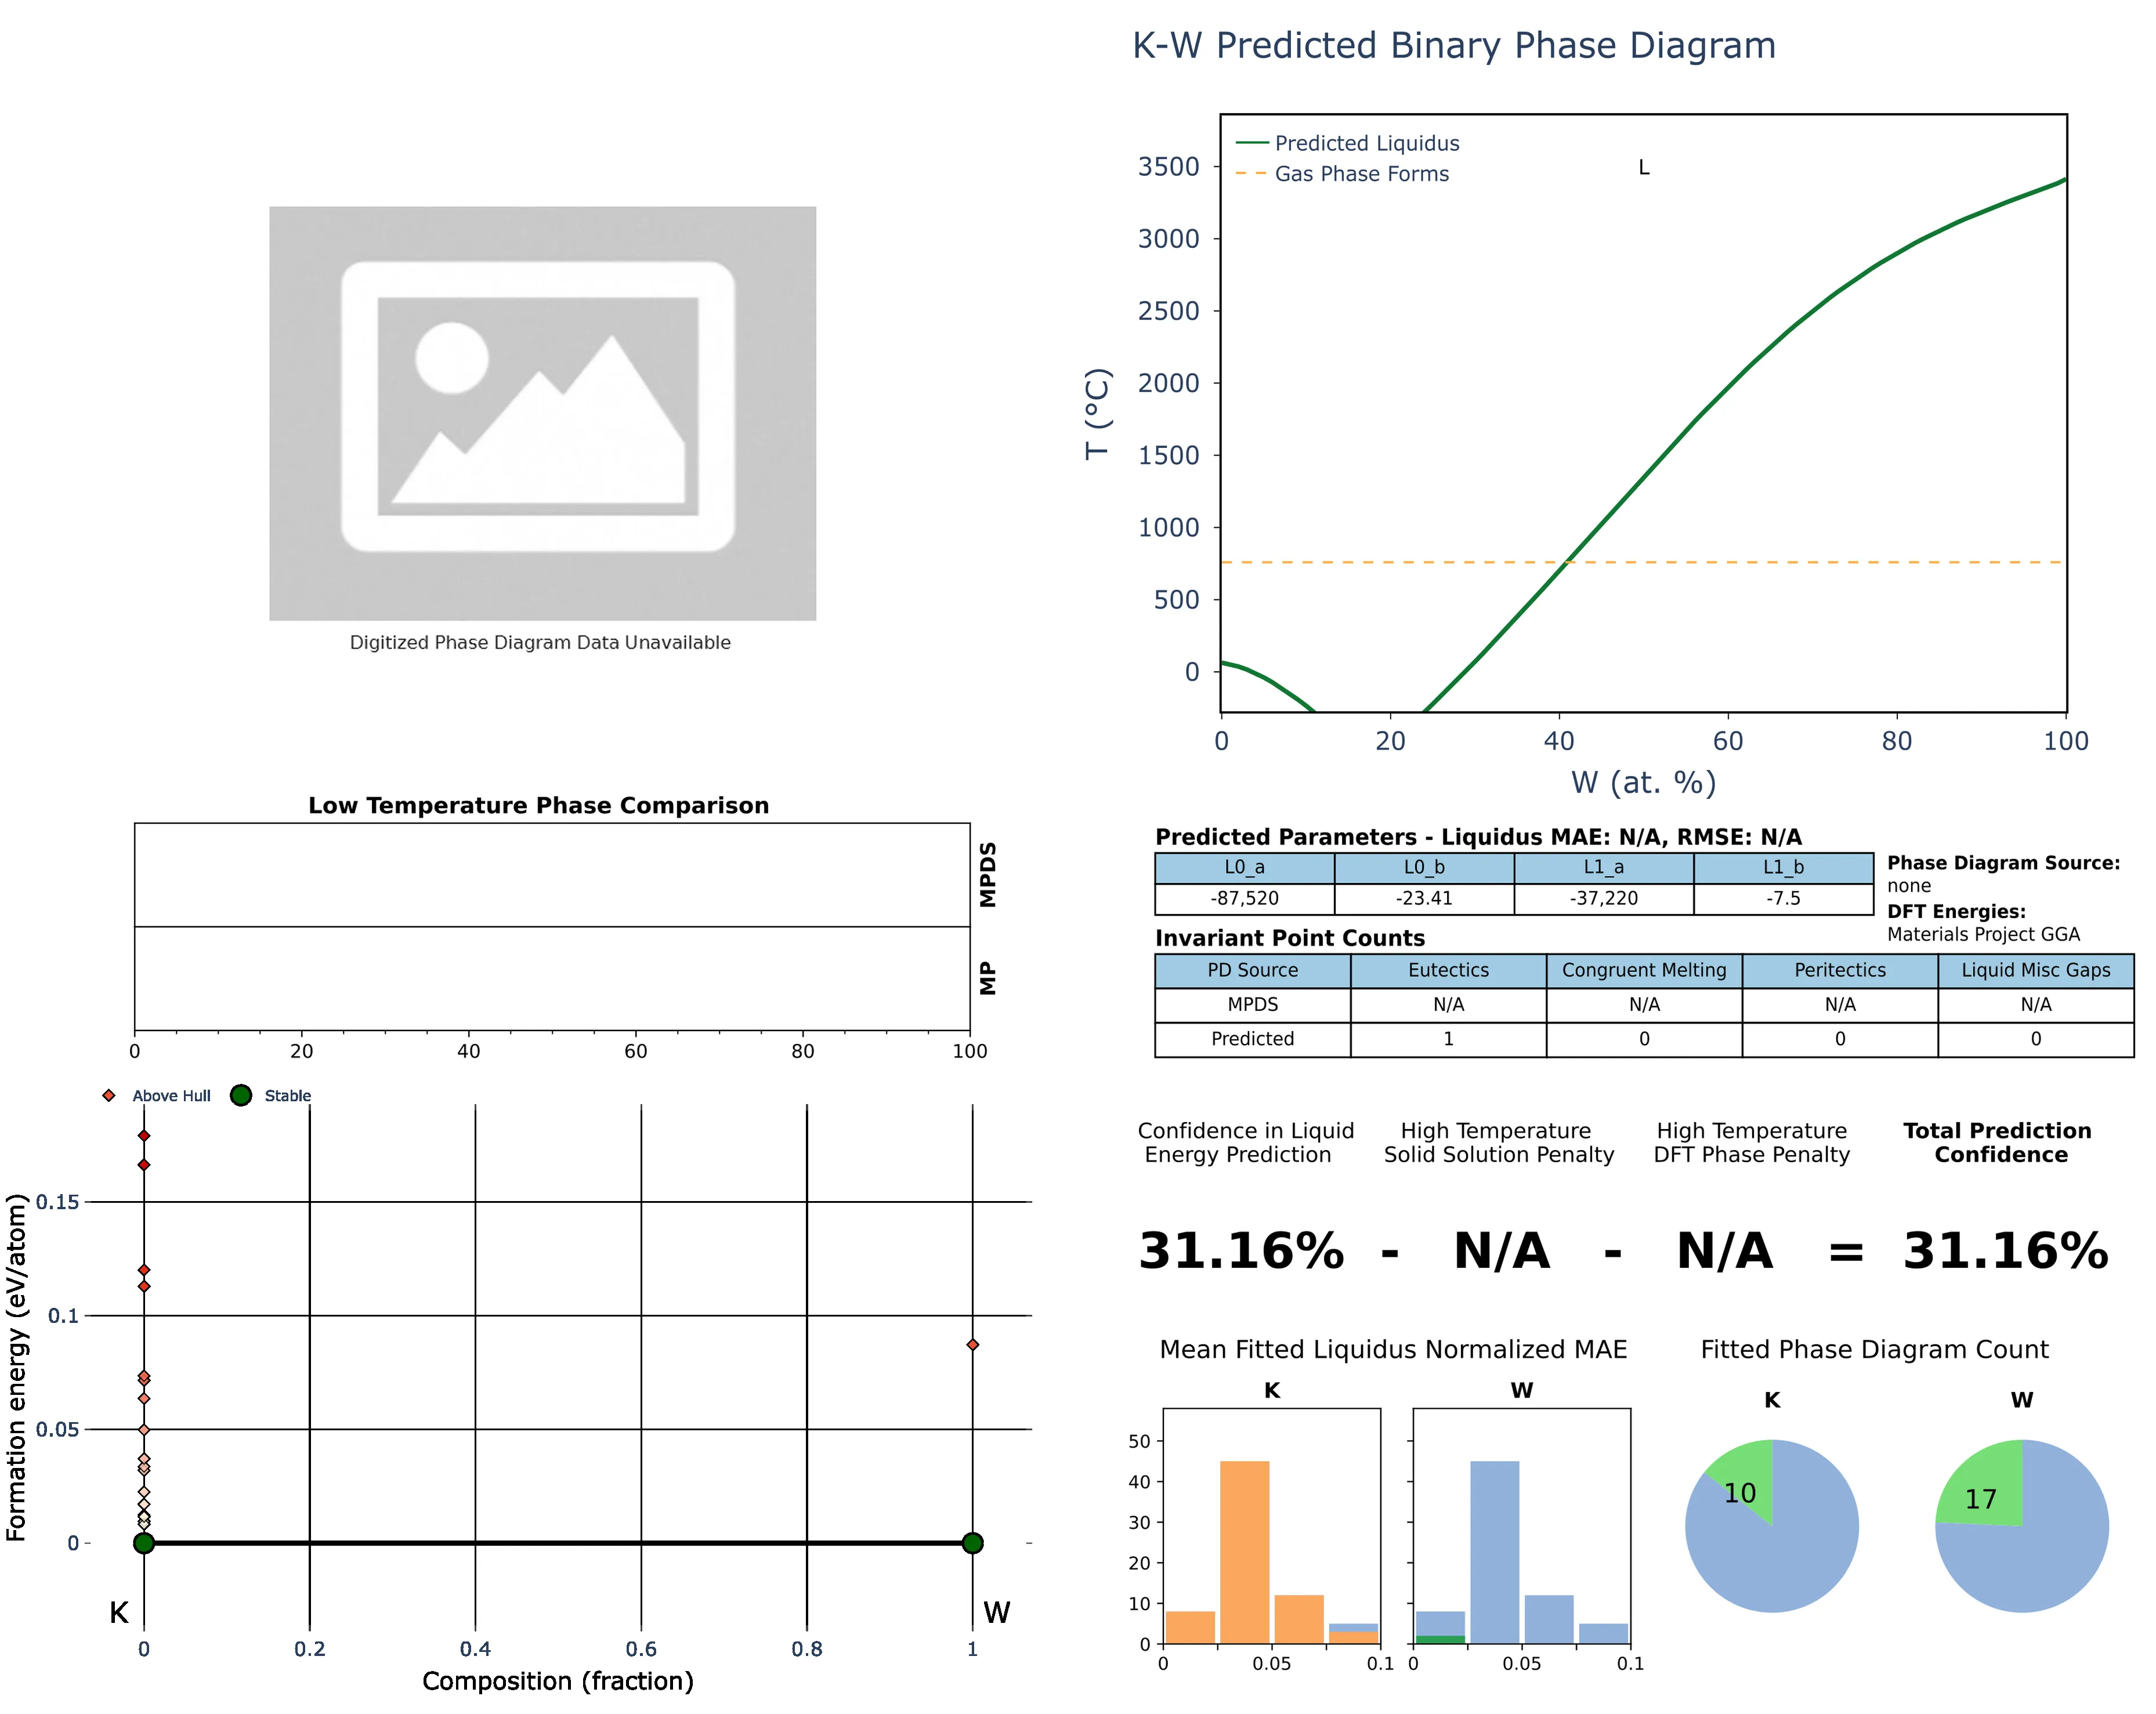 K-W Predicted Binary Phase Diagram
Predicted Liquidus
Gas Phase Forms
L
3500
3000
2500
2000
1500
1000
500
0
T (°C)
0 20 40 60 80 100
W (at. %)
Digitized Phase Diagram Data Unavailable
Low Temperature Phase Comparison
MPDS
MP
0 20 40 60 80 100
Predicted Parameters - Liquidus MAE: N/A, RMSE: N/A
L0_a L0_b L1_a L1_b
-87,520 -23.41 -37,220 -7.5
Phase Diagram Source:
none
DFT Energies:
Materials Project GGA
Invariant Point Counts
PD Source Eutectics Congruent Melting Peritectics Liquid Misc Gaps
MPDS N/A N/A N/A N/A
Predicted 1 0 0 0
Above Hull Stable
0.15
0.1
0.05
0
Formation energy (eV/atom)
K W
0 0.2 0.4 0.6 0.8 1
Composition (fraction)
Confidence in Liquid
Energy Prediction
High Temperature
Solid Solution Penalty
High Temperature
DFT Phase Penalty
Total Prediction
Confidence
31.16% - N/A - N/A = 31.16%
Mean Fitted Liquidus Normalized MAE
K W
50
40
30
20
10
0
0 0.05 0.1 0 0.05 0.1
Fitted Phase Diagram Count
K W
10 17